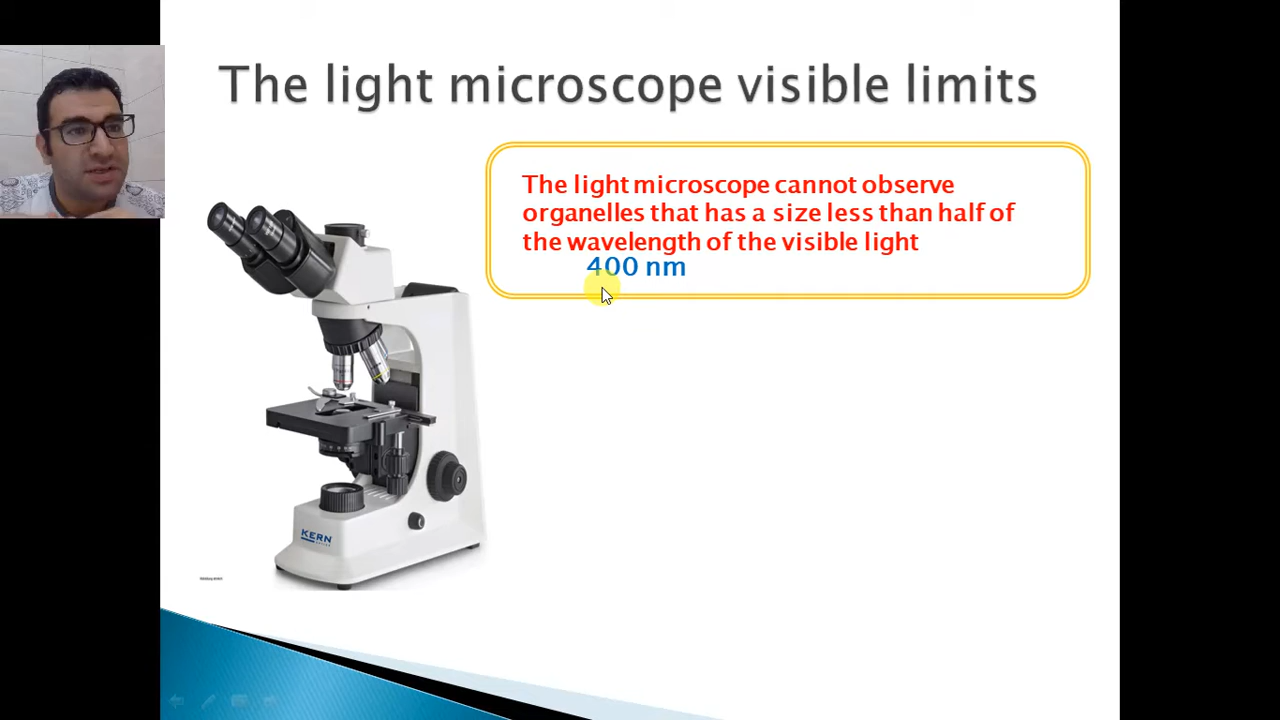 The light microscope visible limits
The light microscope cannot observe
organelles that has a size less than half of
the wavelength of the visible light
400 nm
KERN